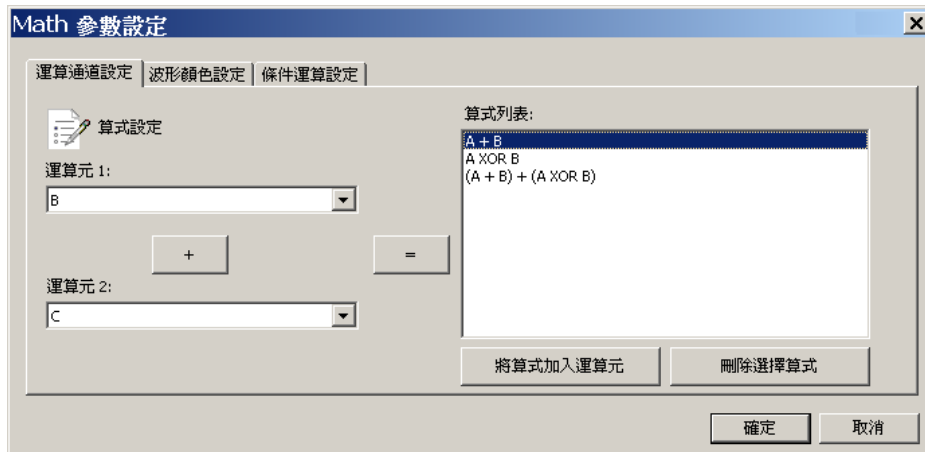 Math 參數設定
運算通道設定 波形顏色設定 條件運算設定
算式設定
運算元 1:
B
+
=
運算元 2:
C
算式列表:
A + B
A XOR B
(A + B) + (A XOR B)
將算式加入運算元 刪除選擇算式
確定 取消